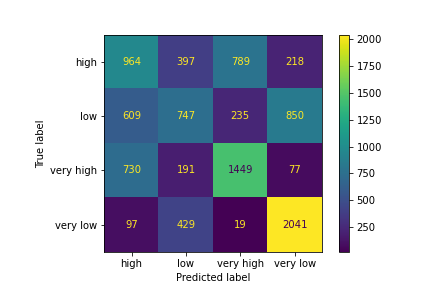 high 964 397 789 218
low 609 747 235 850
very high 730 191 1449 77
very low 97 429 19 2041
high low very high very low
Predicted label
True label
2000
1750
1500
1250
1000
750
500
250